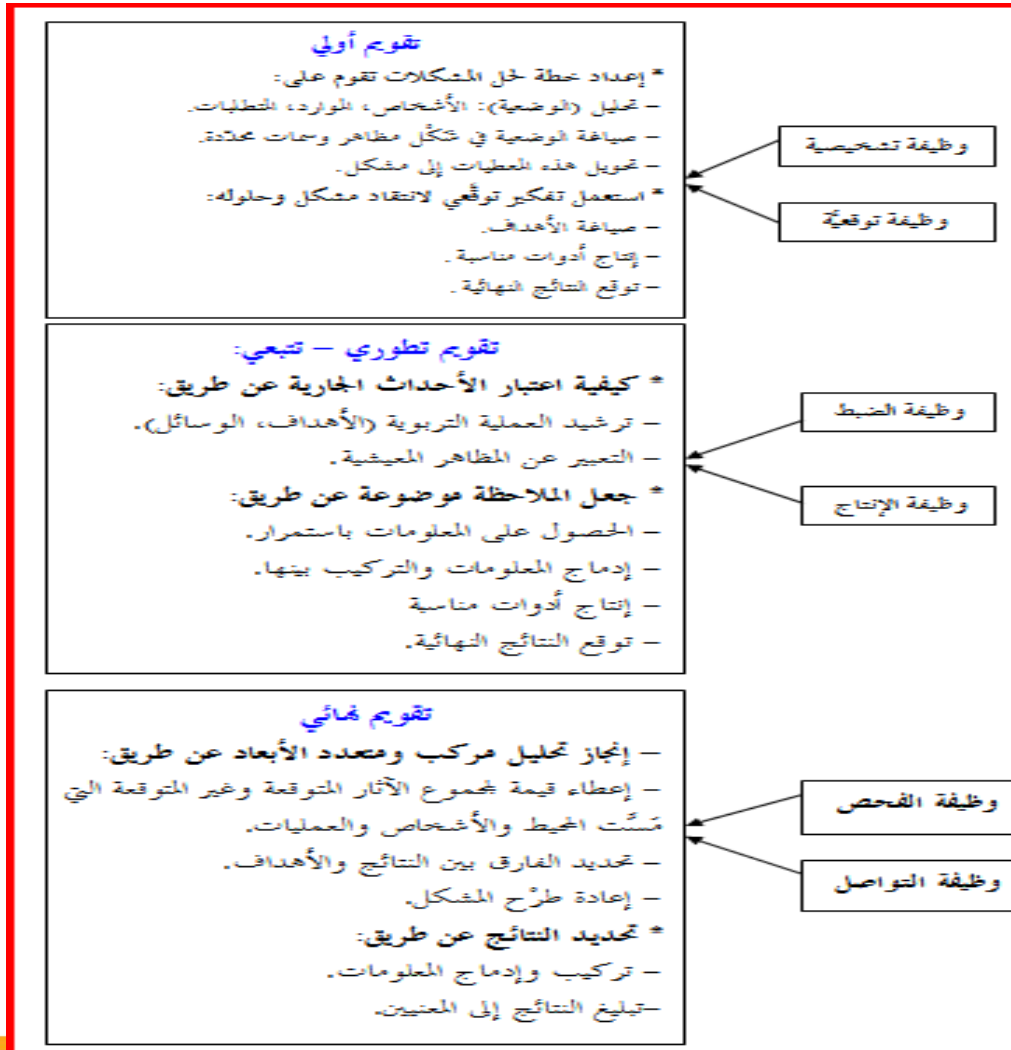 تقويم أولي
* إعداد خطة لحل المشكلات تقوم على:
– تحليل (الوضعية): الأشخاص، الموارد، المتطلبات.
– صياغة الوضعية في شكل مظاهر وسمات محدّدة.
– تحويل هذه المعطيات إلى مشكل.
* استعمل تفكير توقُّعي لانتقاد مشكل وحلوله:
– صياغة الأهداف.
– إنتاج أدوات مناسبة.
– توقع النتائج النهائية.
وظيفة تشخيصية
وظيفة توقعيَّة
تقويم تطوري – تتبعي:
* كيفية اعتبار الأحداث الجارية عن طريق:
– ترشيد العملية التربوية (الأهداف، الوسائل).
– التعبير عن المظاهر المعيشية.
* جعل الملاحظة موضوعة عن طريق:
– الحصول على المعلومات باستمرار.
– إدماج المعلومات والتركيب بينها.
– إنتاج أدوات مناسبة
– توقع النتائج النهائية.
وظيفة الضبط
وظيفة الإنتاج
تقويم نهائي
– إنجاز تحليل مركب ومتعدد الأبعاد عن طريق:
– إعطاء قيمة لمجموع الآثار المتوقعة وغير المتوقعة التي
مَسَّت المحيط والأشخاص والعمليات.
– تحديد الفارق بين النتائج والأهداف.
– إعادة طرْح المشكل.
* تحديد النتائج عن طريق:
– تركيب وإدماج المعلومات.
–تبليغ النتائج إلى المعنيين.
وظيفة الفحص
وظيفة التواصل